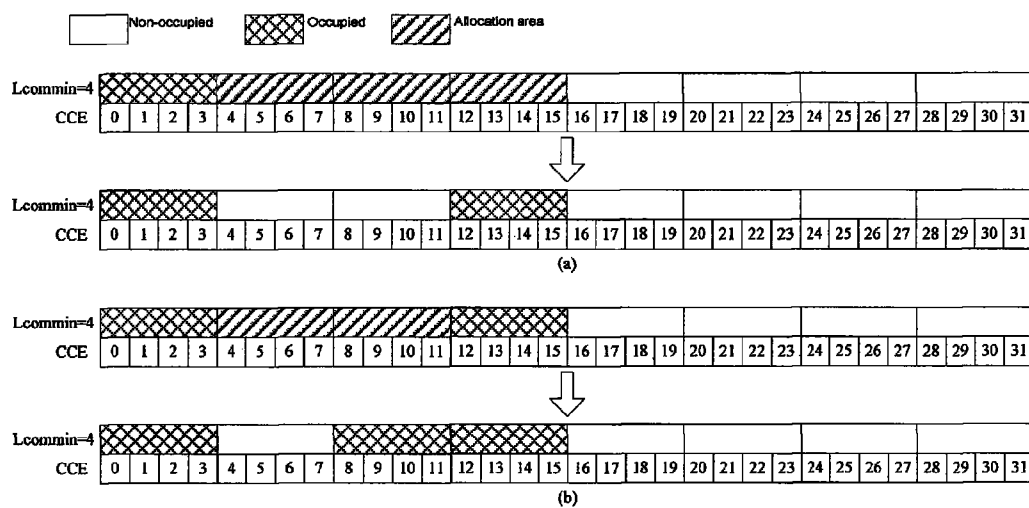 Non-occupied Occupied Allocation area
Lcommin=4
CCE 0 1 2 3 4 5 6 7 8 9 10 11 12 13 14 15 16 17 18 19 20 21 22 23 24 25 26 27 28 29 30 31
Lcommin=4
CCE 0 1 2 3 4 5 6 7 8 9 10 11 12 13 14 15 16 17 18 19 20 21 22 23 24 25 26 27 28 29 30 31
(a)
Lcommin=4
CCE 0 1 2 3 4 5 6 7 8 9 10 11 12 13 14 15 16 17 18 19 20 21 22 23 24 25 26 27 28 29 30 31
Lcommin=4
CCE 0 1 2 3 4 5 6 7 8 9 10 11 12 13 14 15 16 17 18 19 20 21 22 23 24 25 26 27 28 29 30 31
(b)